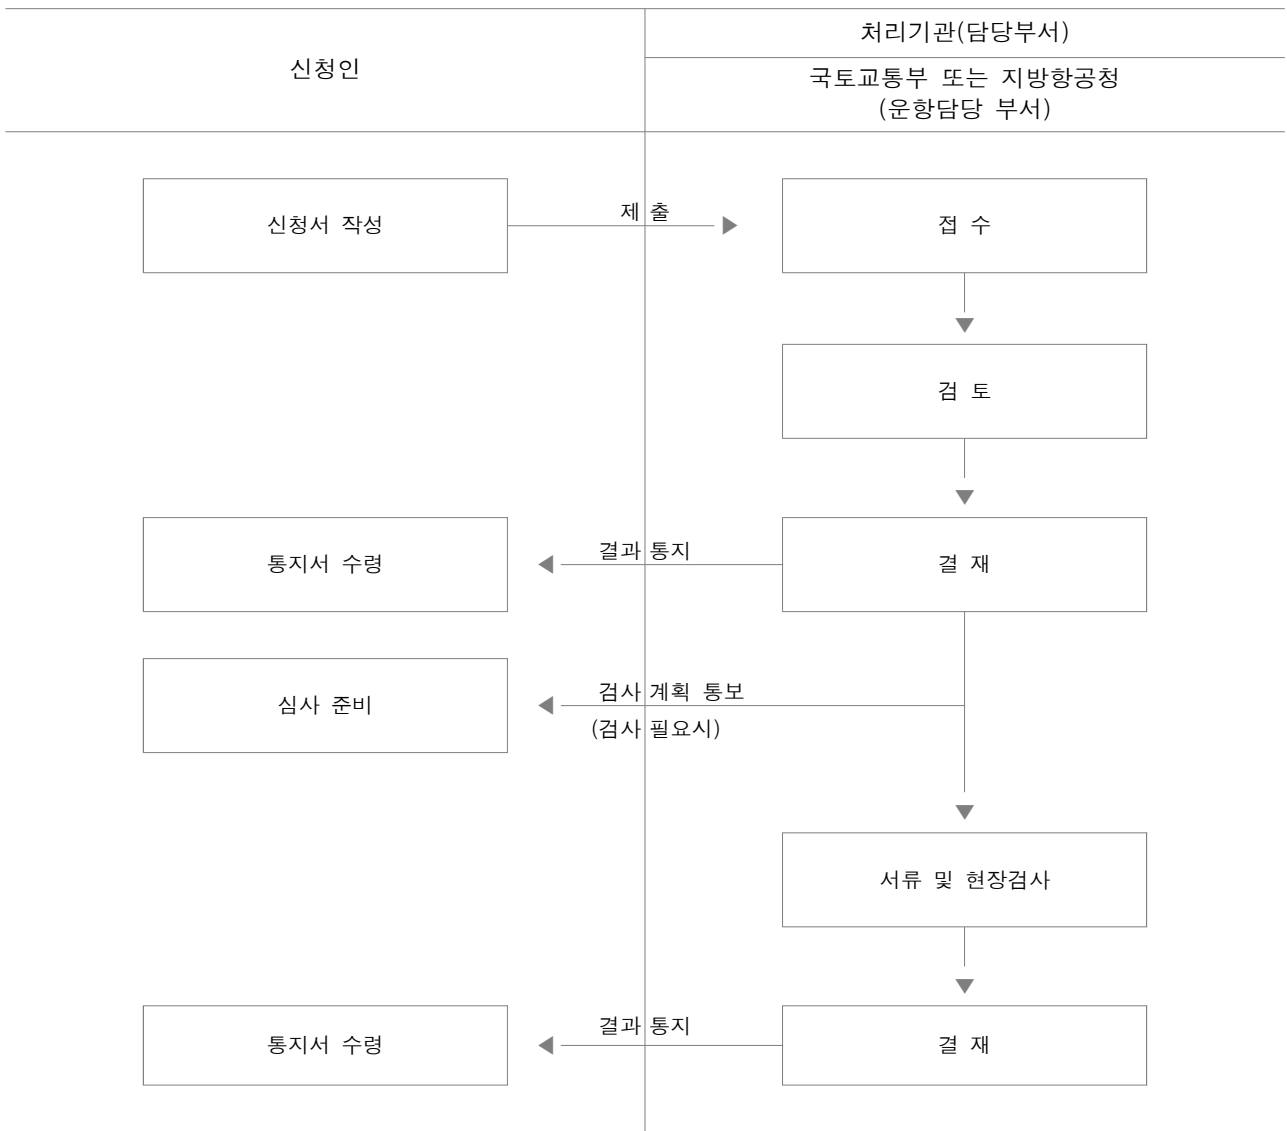 신청인
처리기관(담당부서)
국토교통부 또는 지방항공청
(운항담당 부서)
신청서 작성
제 출
접 수
검 토
통지서 수령
결과 통지
결 재
심사 준비
검사 계획 통보
(검사 필요시)
서류 및 현장검사
통지서 수령
결과 통지
결 재